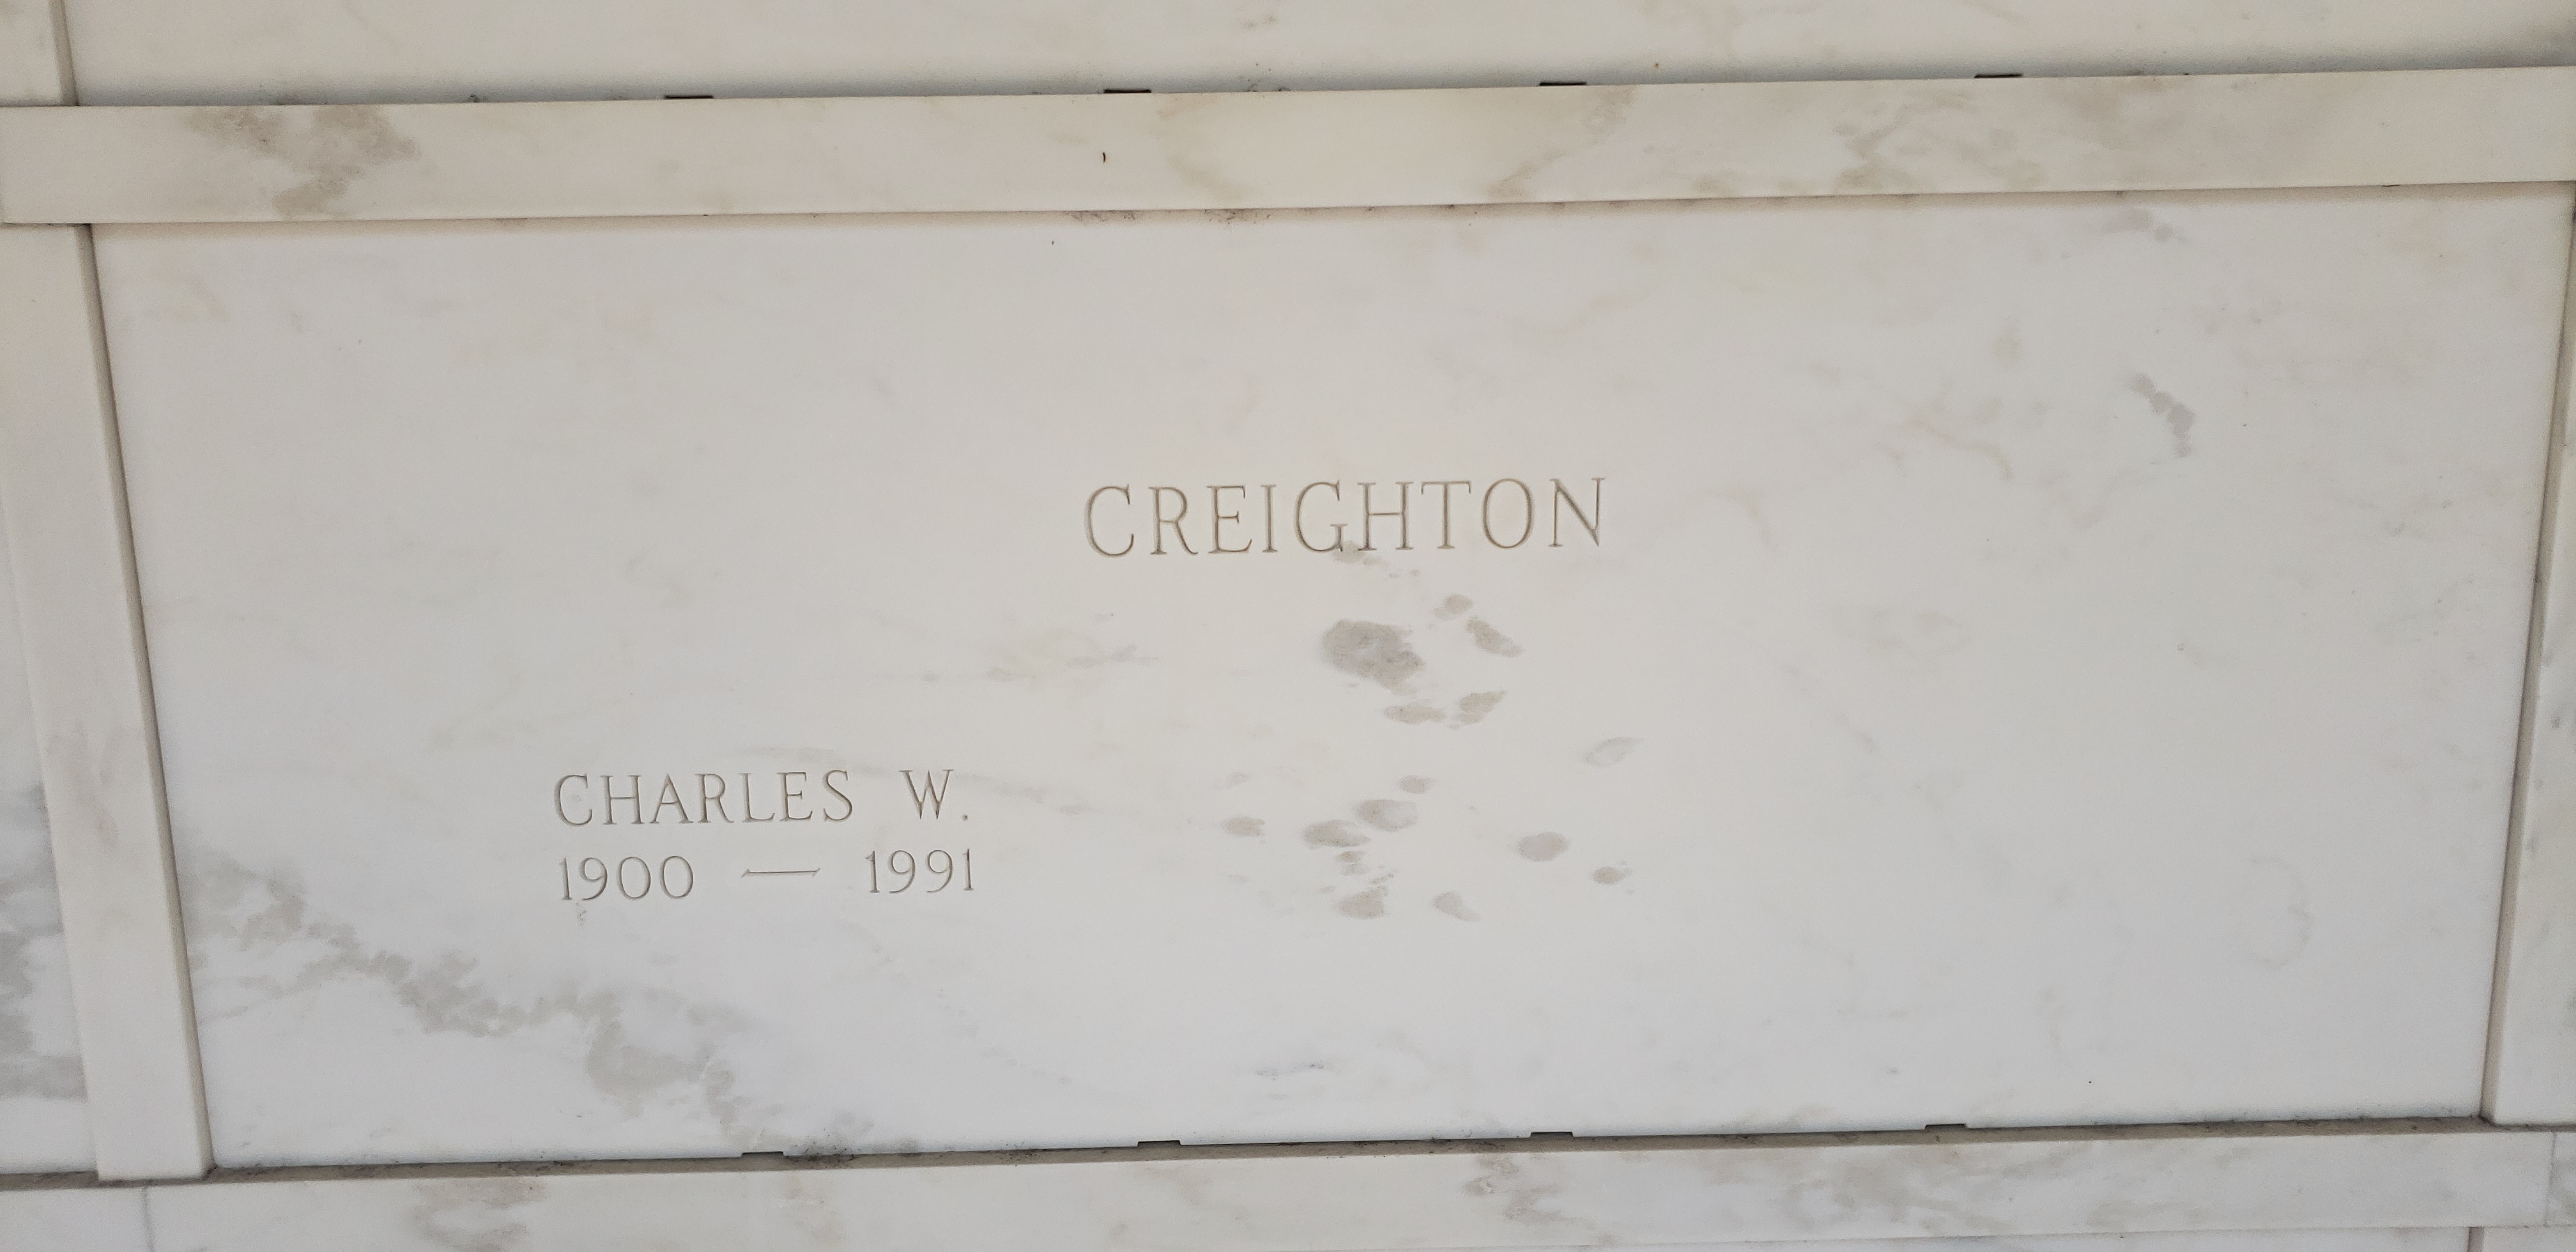 CREIGHTON
CHARLES W.
1900 — 1991